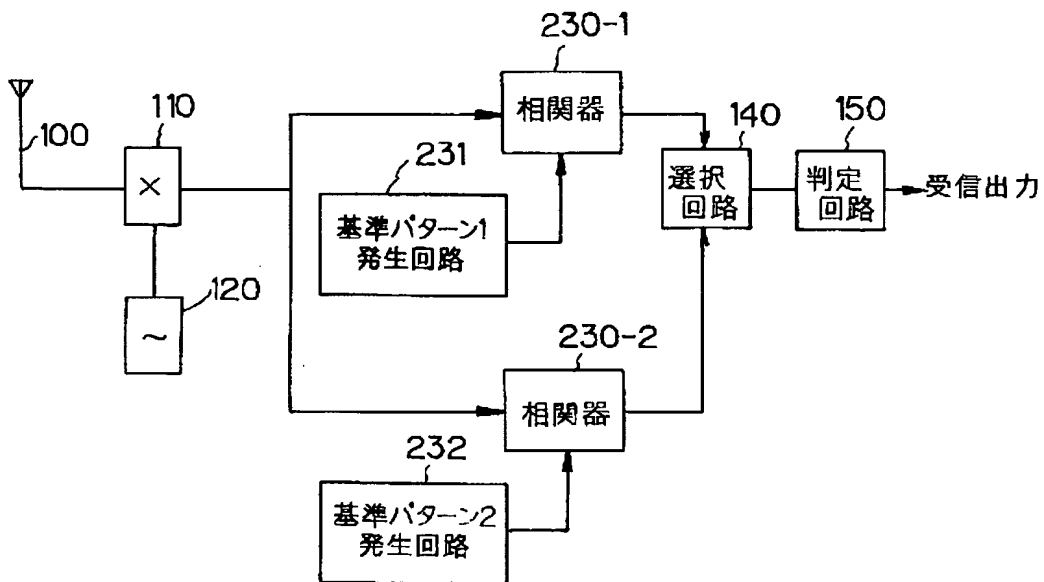 230-1
100
110
相関器
140
150
231
×
選択
回路
判定
回路
受信出力
基準パターン1
発生回路
120
~
230-2
相関器
232
基準パターン2
発生回路